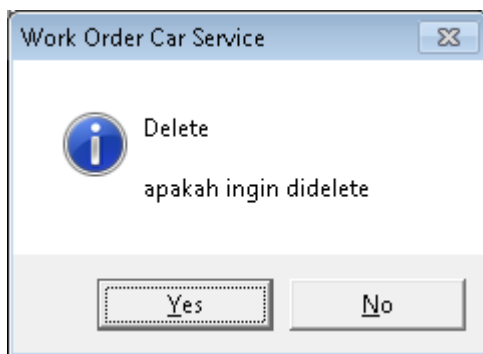 Work Order Car Service
Delete
apakah ingin didelete
Yes
No